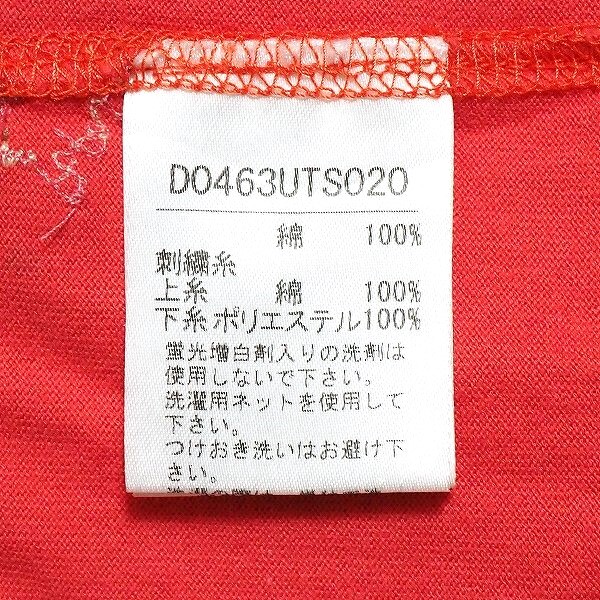 D0463UTS020
綿 100%
刺繍糸
上糸 綿 100%
下糸 ポリエステル100%
蛍光増白剤入りの洗剤は
使用しないで下さい。
洗濯用ネットを使用して
下さい。
つけおき洗いはお避け下
さい。